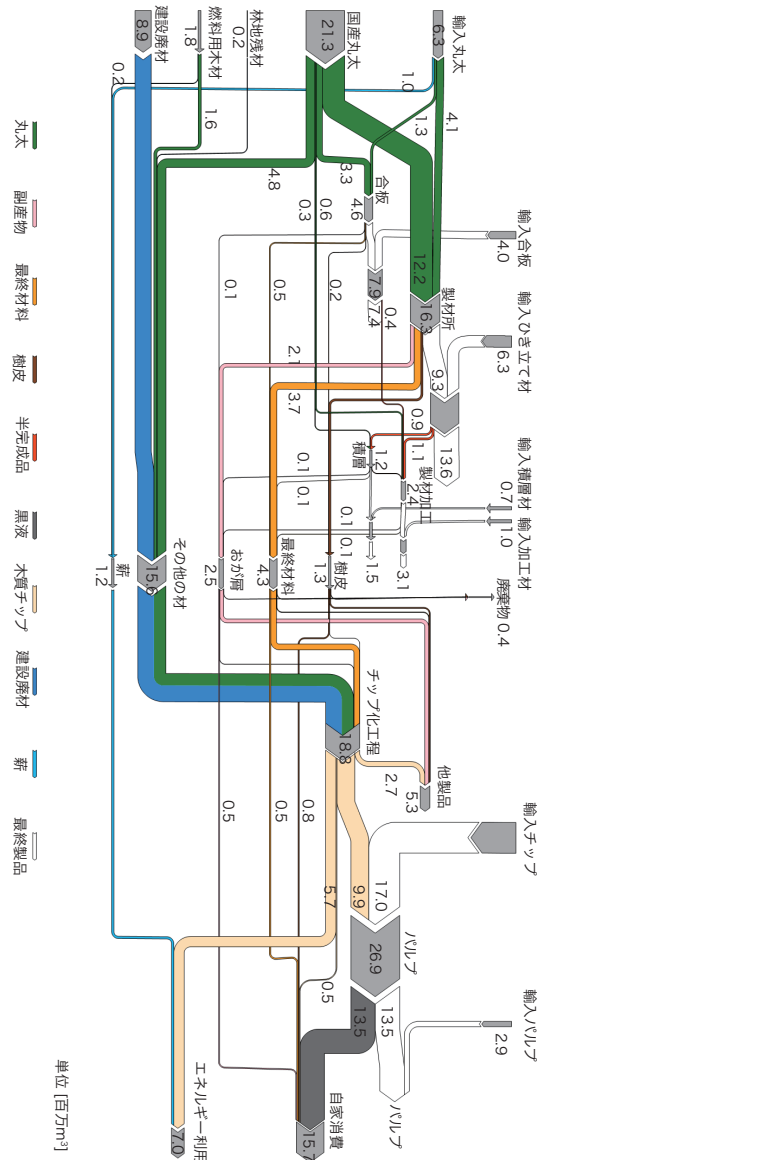 輸入丸太
6.3
国産丸太
21.3
林地残材
0.2
燃料用木材
1.8
建設廃材
8.9
4.1
1.3
1.0
0.2
1.6
4.8
3.3
0.6
0.3
合板
4.6
輸入合板
4.0
12.2
7.9
7.4
0.4
0.2
0.5
0.1
製材所
16.3
輸入ひき立て材
6.3
9.3
2.1
3.7
0.9
1.1
13.6
積層
1.2
製材加工
2.4
輸入積層材
0.7
輸入加工材
1.0
0.1
0.1
0.1
0.1
1.5
3.1
樹皮
1.3
最終材料
4.3
おが屑
2.5
その他の材
15.6
薪
1.2
廃棄物 0.4
チップ化工程
18.8
他製品
5.3
2.7
輸入チップ
17.0
9.9
5.7
0.8
0.5
0.5
0.5
パルプ
26.9
輸入パルプ
2.9
13.5
13.5
パルプ
自家消費
15.7
エネルギー利用
7.0
丸太
副産物
最終材料
樹皮
半完成品
黒液
木質チップ
建設廃材
薪
最終製品
単位 [百万m³]